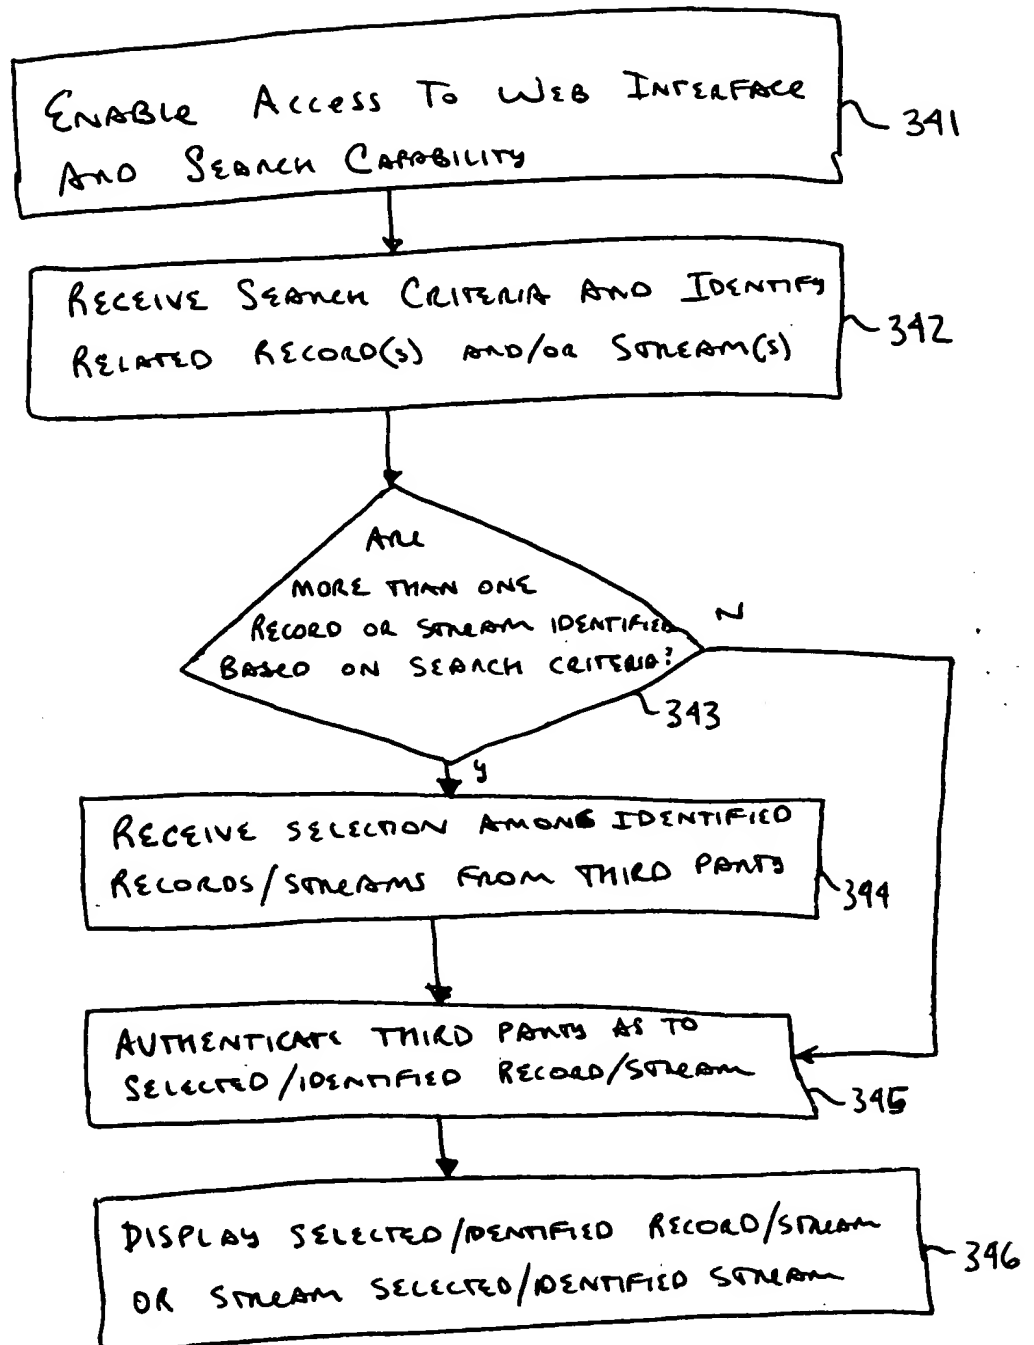 ENABLE ACCESS TO WEB INTERFACE
AND SEARCH CAPABILITY
341
RECEIVE SEARCH CRITERIA AND IDENTIFY
RELATED RECORD(S) AND/OR STREAM(S)
342
ARE
MORE THAN ONE
RECORD OR STREAM IDENTIFIED
BASED ON SEARCH CRITERIA?
N
343
Y
RECEIVE SELECTION AMONG IDENTIFIED
RECORDS/STREAMS FROM THIRD PARTY
344
AUTHENTICATE THIRD PARTY AS TO
SELECTED/IDENTIFIED RECORD/STREAM
345
DISPLAY SELECTED/IDENTIFIED RECORD/STREAM
OR STREAM SELECTED/IDENTIFIED STREAM
346